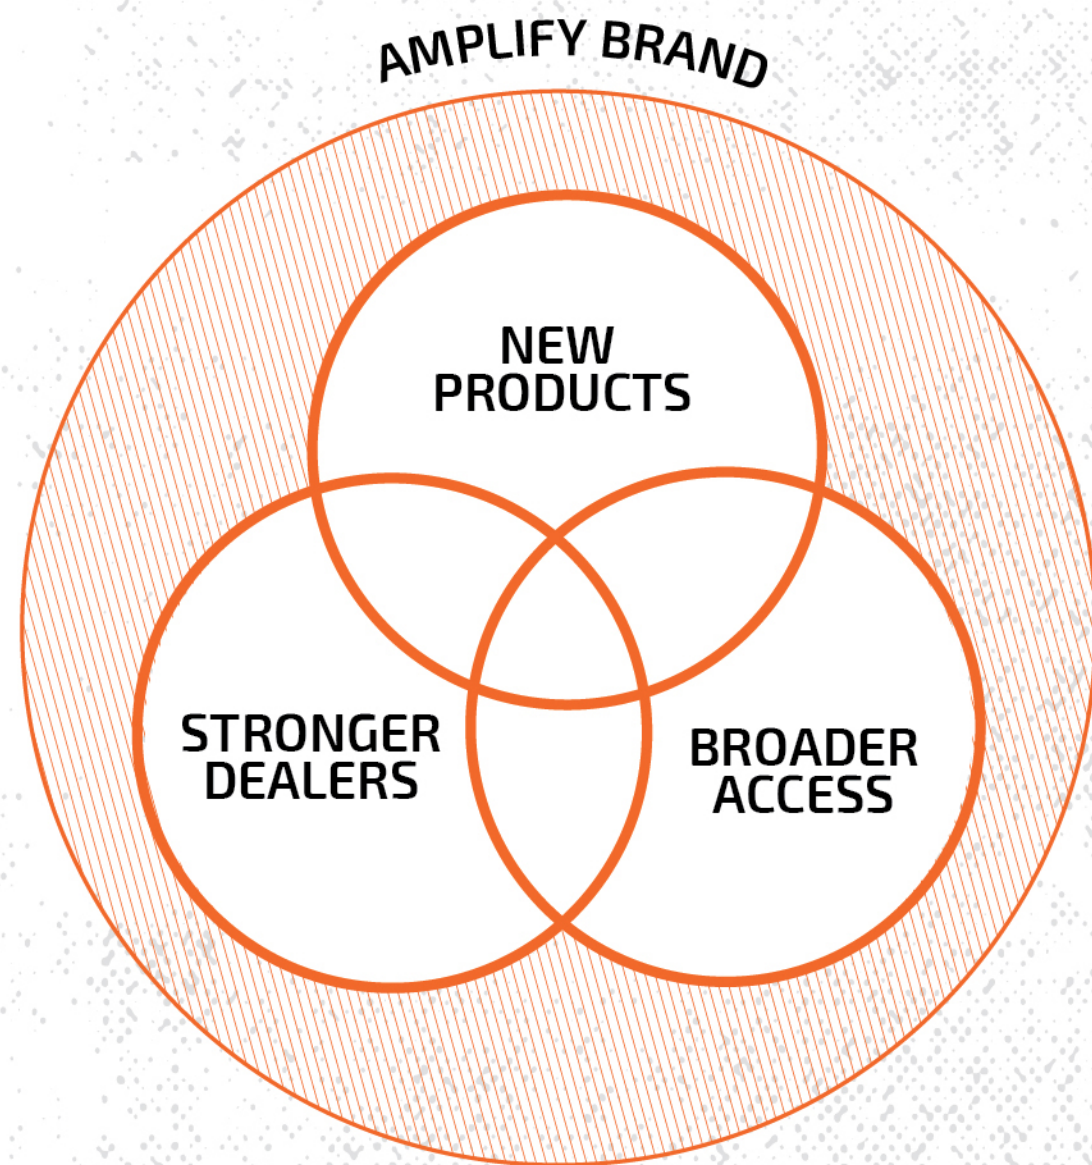 AMPLIFY BRAND
NEW
PRODUCTS
STRONGER
DEALERS
BROADER
ACCESS